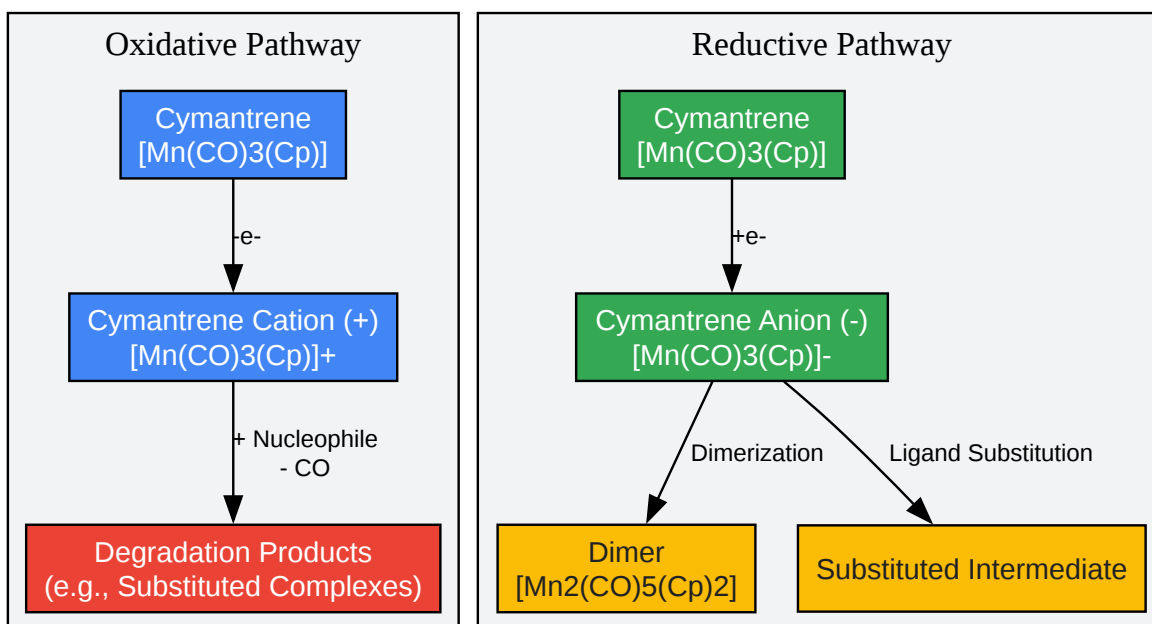 Oxidative Pathway
Cymantrene
[Mn(CO)3(Cp)]
-e-
Cymantrene Cation (+)
[Mn(CO)3(Cp)]+
+ Nucleophile
- CO
Degradation Products
(e.g., Substituted Complexes)
Reductive Pathway
Cymantrene
[Mn(CO)3(Cp)]
+e-
Cymantrene Anion (-)
[Mn(CO)3(Cp)]-
Dimerization
Ligand Substitution
Dimer
[Mn2(CO)5(Cp)2]
Substituted Intermediate